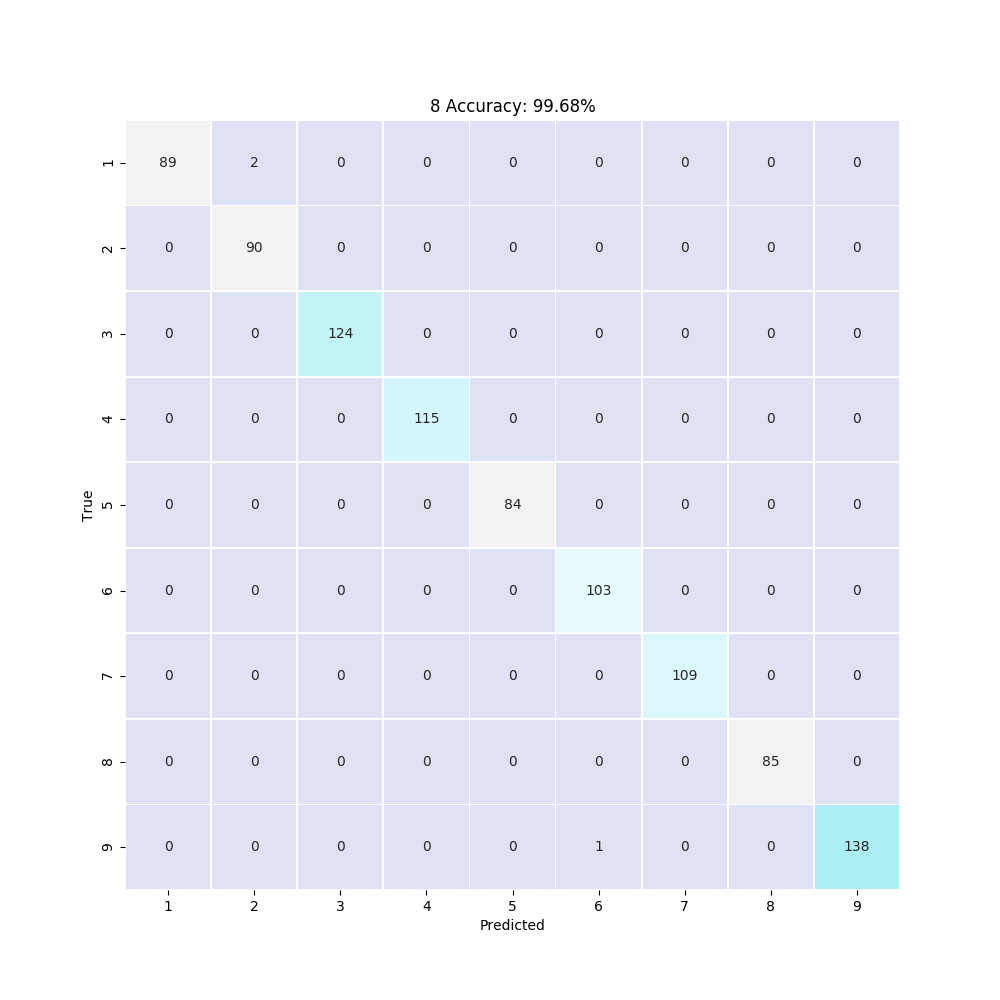 8 Accuracy: 99.68%
1 89 2 0 0 0 0 0 0 0
2 0 90 0 0 0 0 0 0 0
3 0 0 124 0 0 0 0 0 0
4 0 0 0 115 0 0 0 0 0
True
5 0 0 0 0 84 0 0 0 0
6 0 0 0 0 0 103 0 0 0
7 0 0 0 0 0 0 109 0 0
8 0 0 0 0 0 0 0 85 0
9 0 0 0 0 0 1 0 0 138
1 2 3 4 5 6 7 8 9
Predicted